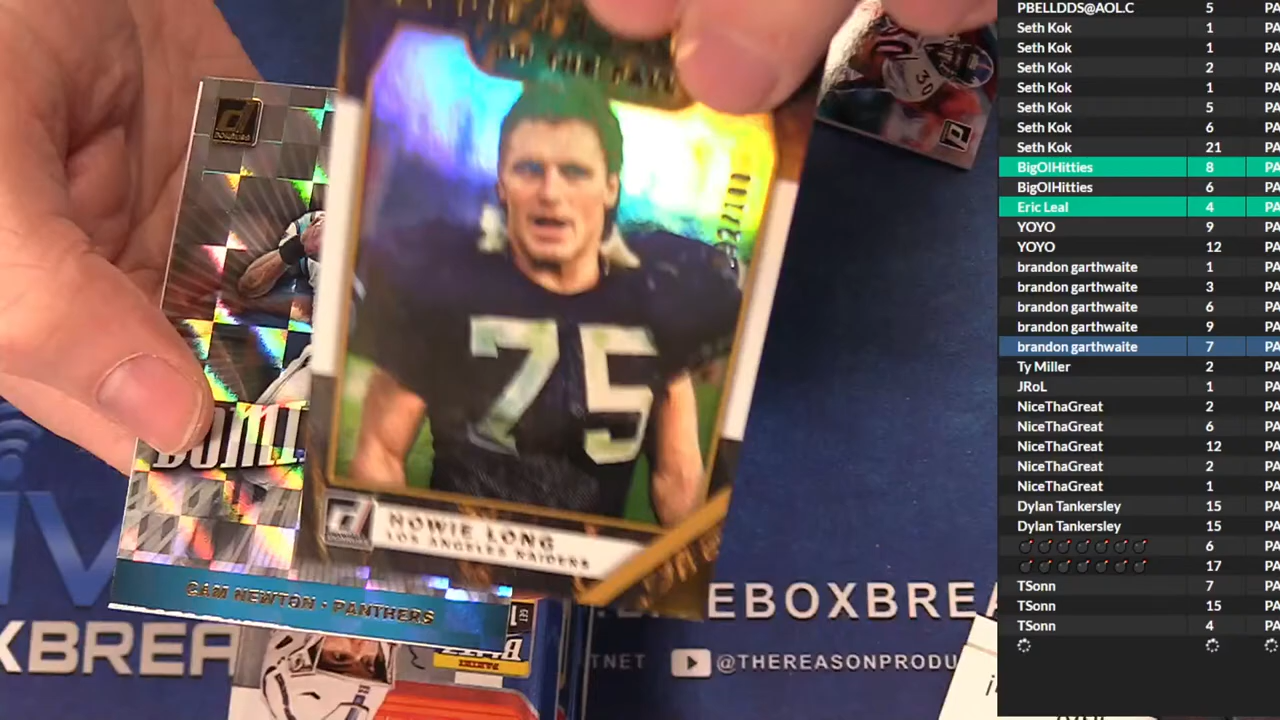 DONRUSS
75
DOMI
DONRUSS
HOWIE LONG
LOS ANGELES RAIDERS
CAM NEWTON • PANTHERS
30
XBREA
EBOXBREA
TNET
@THEREASONPRODU
PBELLDDS@AOL.C 5 PA
Seth Kok 1 PA
Seth Kok 1 PA
Seth Kok 2 PA
Seth Kok 1 PA
Seth Kok 5 PA
Seth Kok 6 PA
Seth Kok 21 PA
BigOlHitties 8 PA
BigOlHitties 6 PA
Eric Leal 4 PA
YOYO 9 PA
YOYO 12 PA
brandon garthwaite 1 PA
brandon garthwaite 3 PA
brandon garthwaite 6 PA
brandon garthwaite 9 PA
brandon garthwaite 7 PA
Ty Miller 2 PA
JRoL 1 PA
NiceThaGreat 2 PA
NiceThaGreat 6 PA
NiceThaGreat 12 PA
NiceThaGreat 2 PA
NiceThaGreat 1 PA
Dylan Tankersley 15 PA
Dylan Tankersley 15 PA
6 PA
17 PA
TSonn 7 PA
TSonn 15 PA
TSonn 4 PA